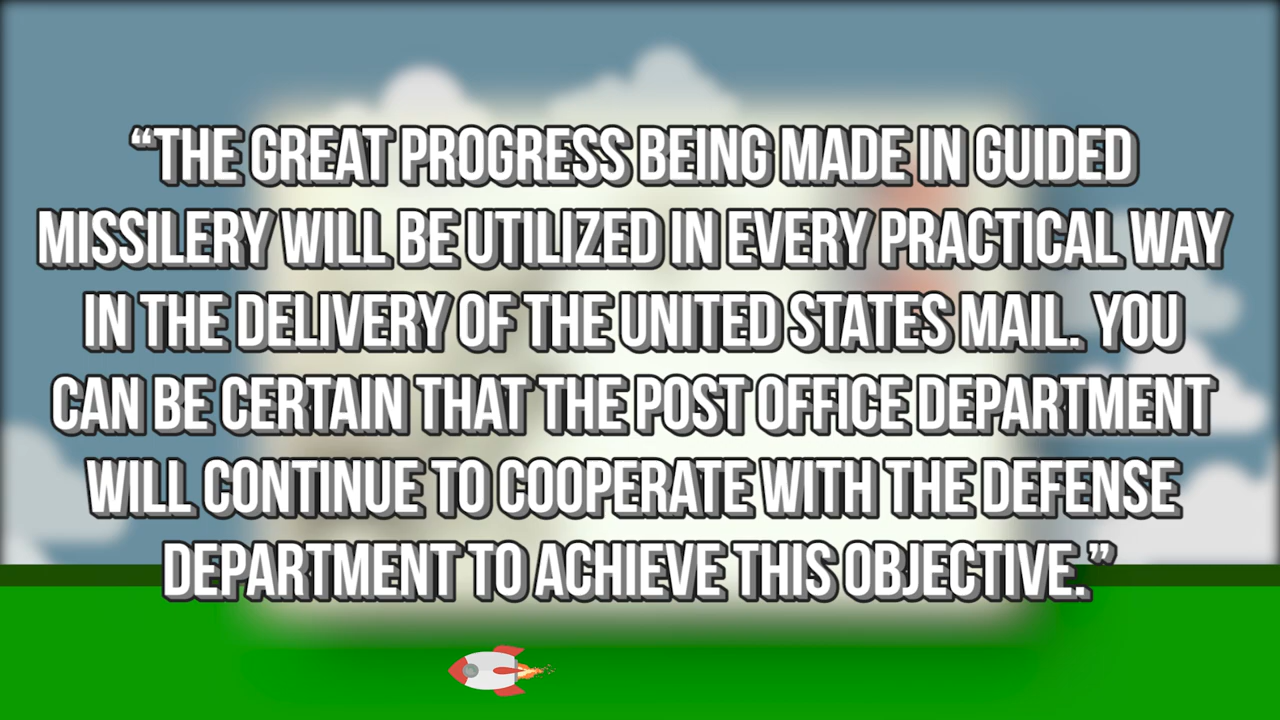 “THE GREAT PROGRESS BEING MADE IN GUIDED
MISSILERY WILL BE UTILIZED IN EVERY PRACTICAL WAY
IN THE DELIVERY OF THE UNITED STATES MAIL. YOU
CAN BE CERTAIN THAT THE POST OFFICE DEPARTMENT
WILL CONTINUE TO COOPERATE WITH THE DEFENSE
DEPARTMENT TO ACHIEVE THIS OBJECTIVE.”